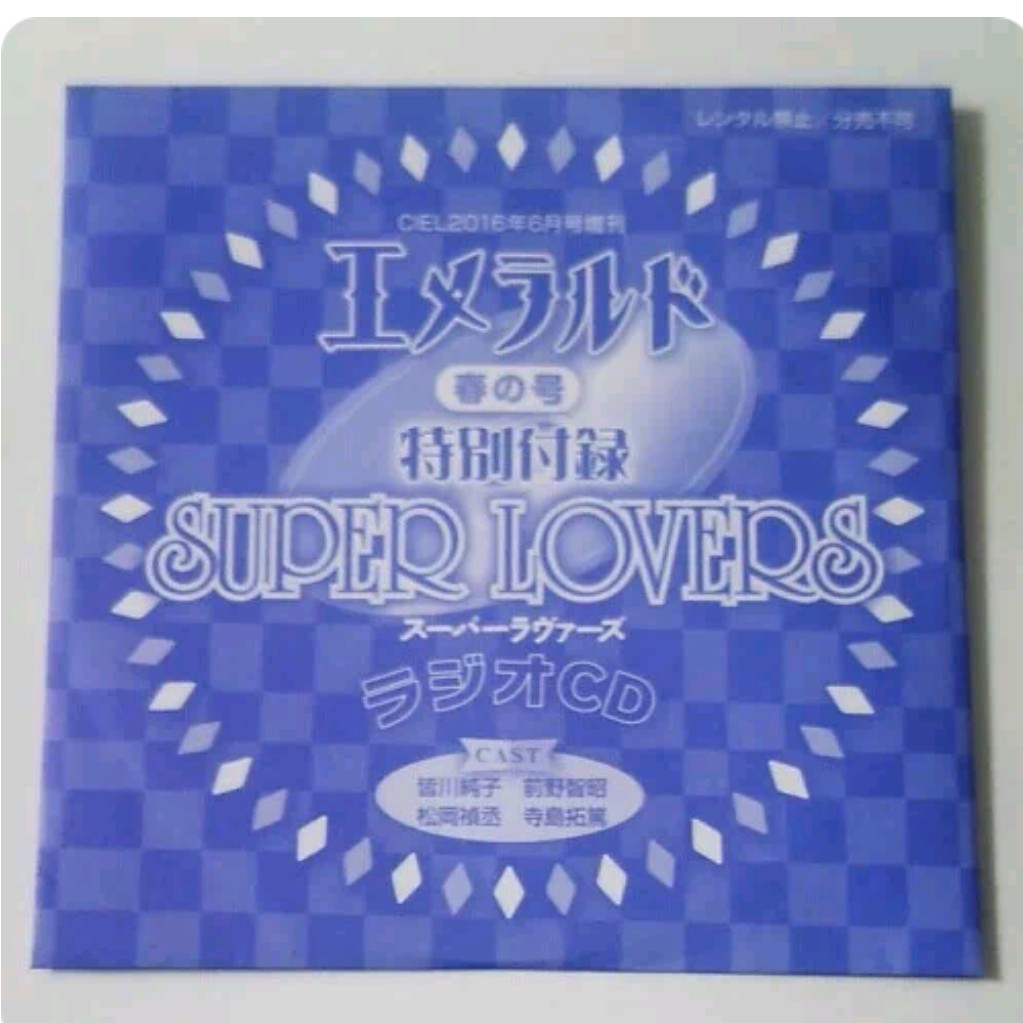 レンタル禁止/分売不可
CIEL2016年6月号増刊
エメラルド
春の号
特別付録
SUPER LOVERS
スーパーラヴァーズ
ラジオCD
CAST
皆川純子 前野智昭
松岡禎丞 寺島拓篤